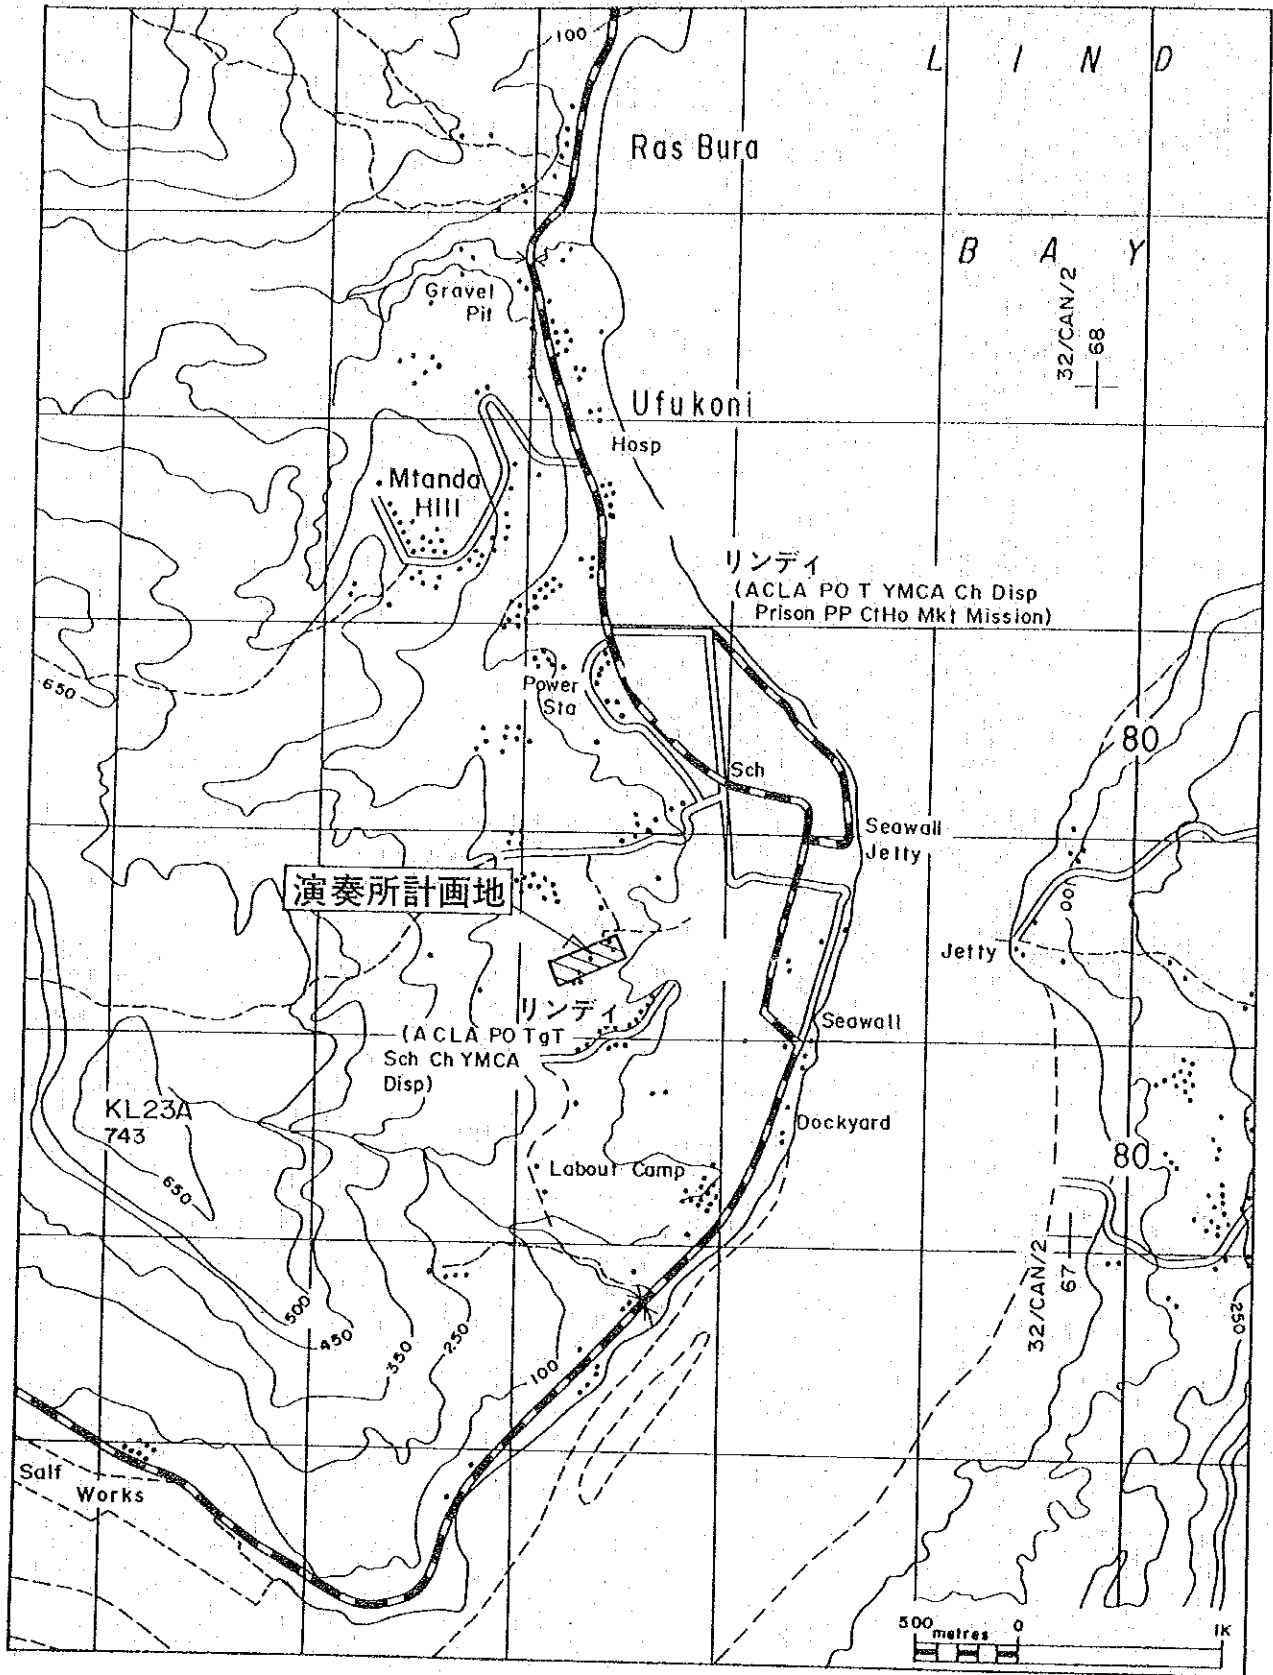 100
L I N D
Ras Bura
B A Y
Gravel
Pit
32/CAN/2
68
Ufukoni
Hosp
Mtanda
Hill
リンディ
(ACLA PO T YMCA Ch Disp
Prison PP CtHo Mkt Mission)
650
Power
Sta
80
Sch
Seawall
Jetty
演奏所計画地
100
Jetty
リンディ
(ACLA PO TgT
Sch Ch YMCA
Disp)
Seawall
KL23A
743
Dockyard
80
Labout Camp
650
32/CAN/2
67
500
450
350
250
250
100
Salf
Works
500 metres 0 1K